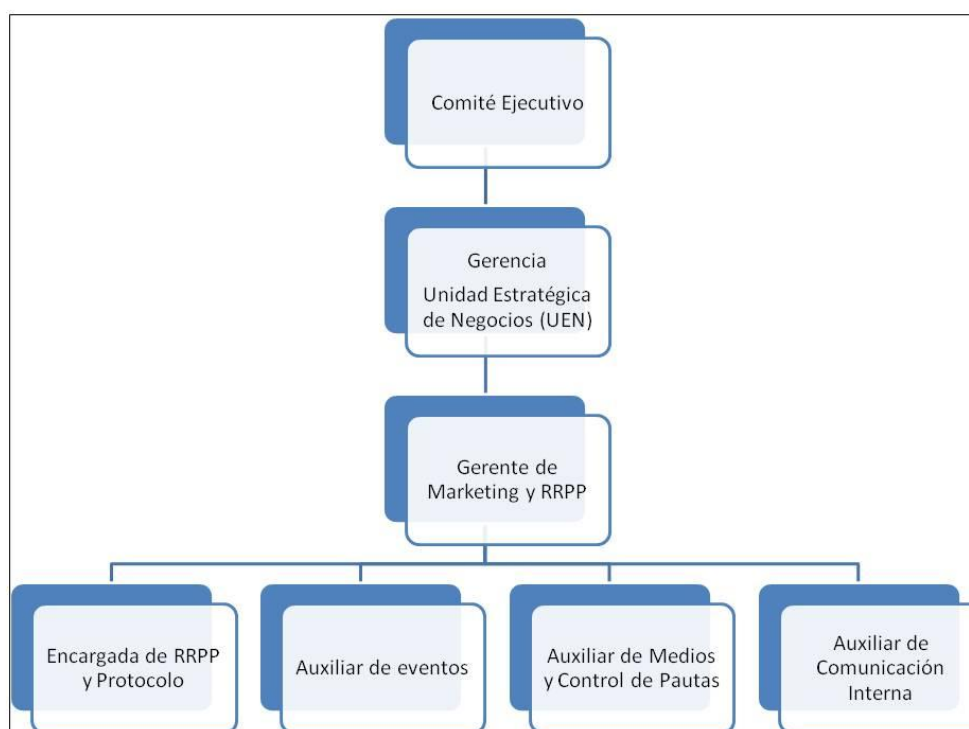 Comité Ejecutivo
Gerencia
Unidad Estratégica
de Negocios (UEN)
Gerente de
Marketing y RRPP
Encargada de RRPP
y Protocolo
Auxiliar de eventos
Auxiliar de Medios
y Control de Pautas
Auxiliar de
Comunicación
Interna